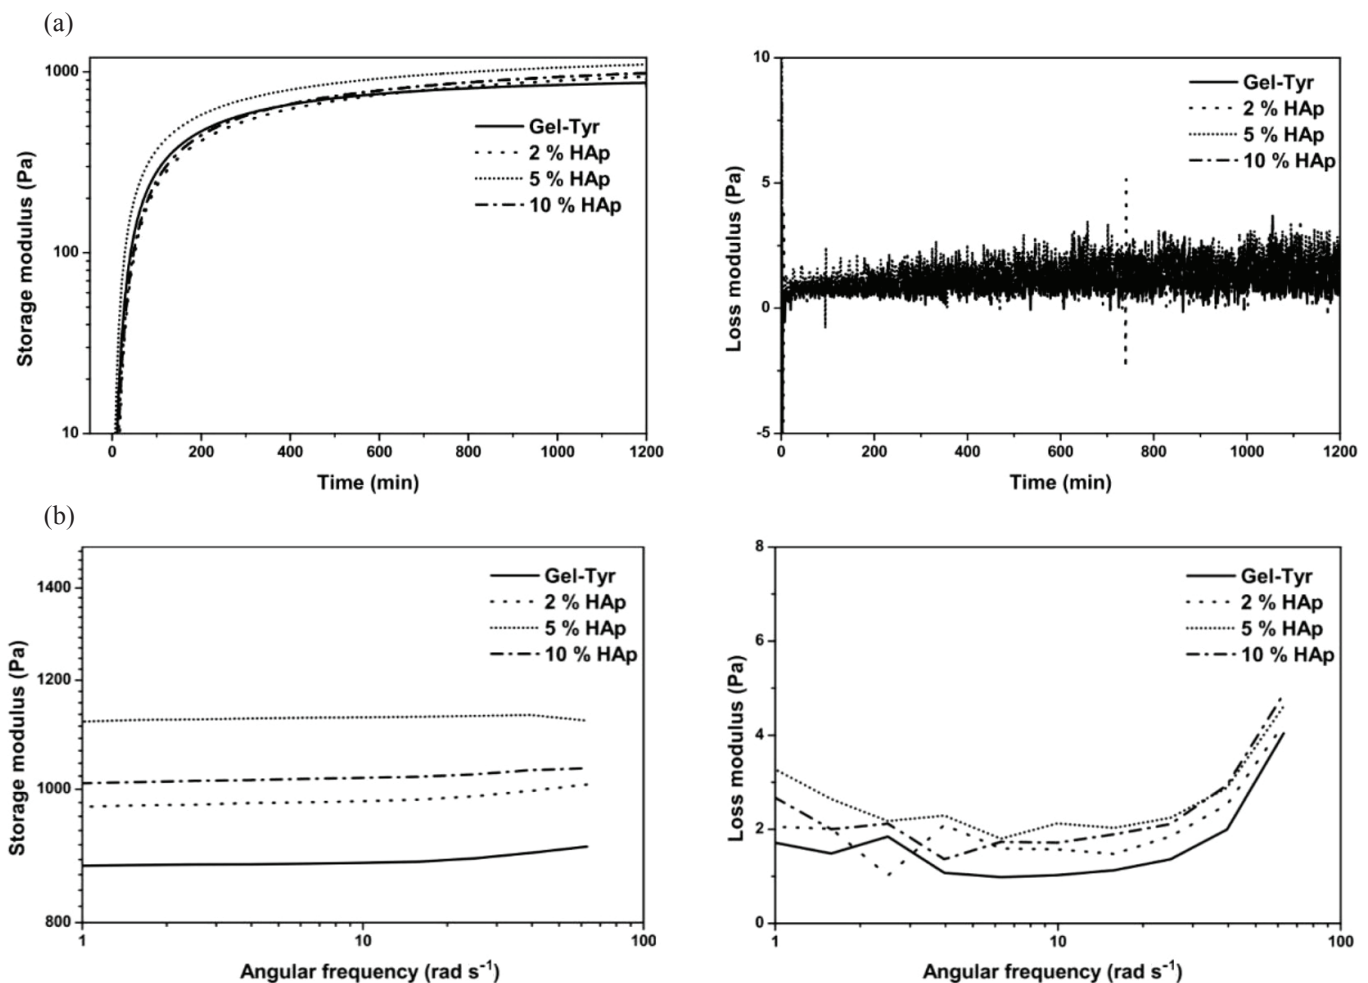 (a)
1000
100
10
Storage modulus (Pa)
0
200
400
600
800
1000
1200
Time (min)
Gel-Tyr
2 % HAp
5 % HAp
10 % HAp
10
5
0
-5
Loss modulus (Pa)
0
200
400
600
800
1000
1200
Time (min)
Gel-Tyr
2 % HAp
5 % HAp
10 % HAp
(b)
1400
1200
1000
800
Storage modulus (Pa)
1
10
100
Angular frequency (rad s⁻¹)
Gel-Tyr
2 % HAp
5 % HAp
10 % HAp
8
6
4
2
0
Loss modulus (Pa)
1
10
100
Angular frequency (rad s⁻¹)
Gel-Tyr
2 % HAp
5 % HAp
10 % HAp